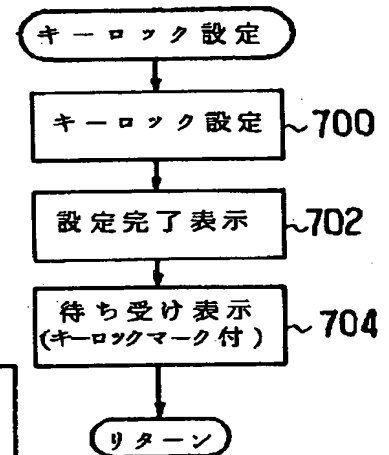 キーロック設定
キーロック設定 ~700
設定完了表示 ~702
待ち受け表示
(キーロックマーク付) ~704
リターン